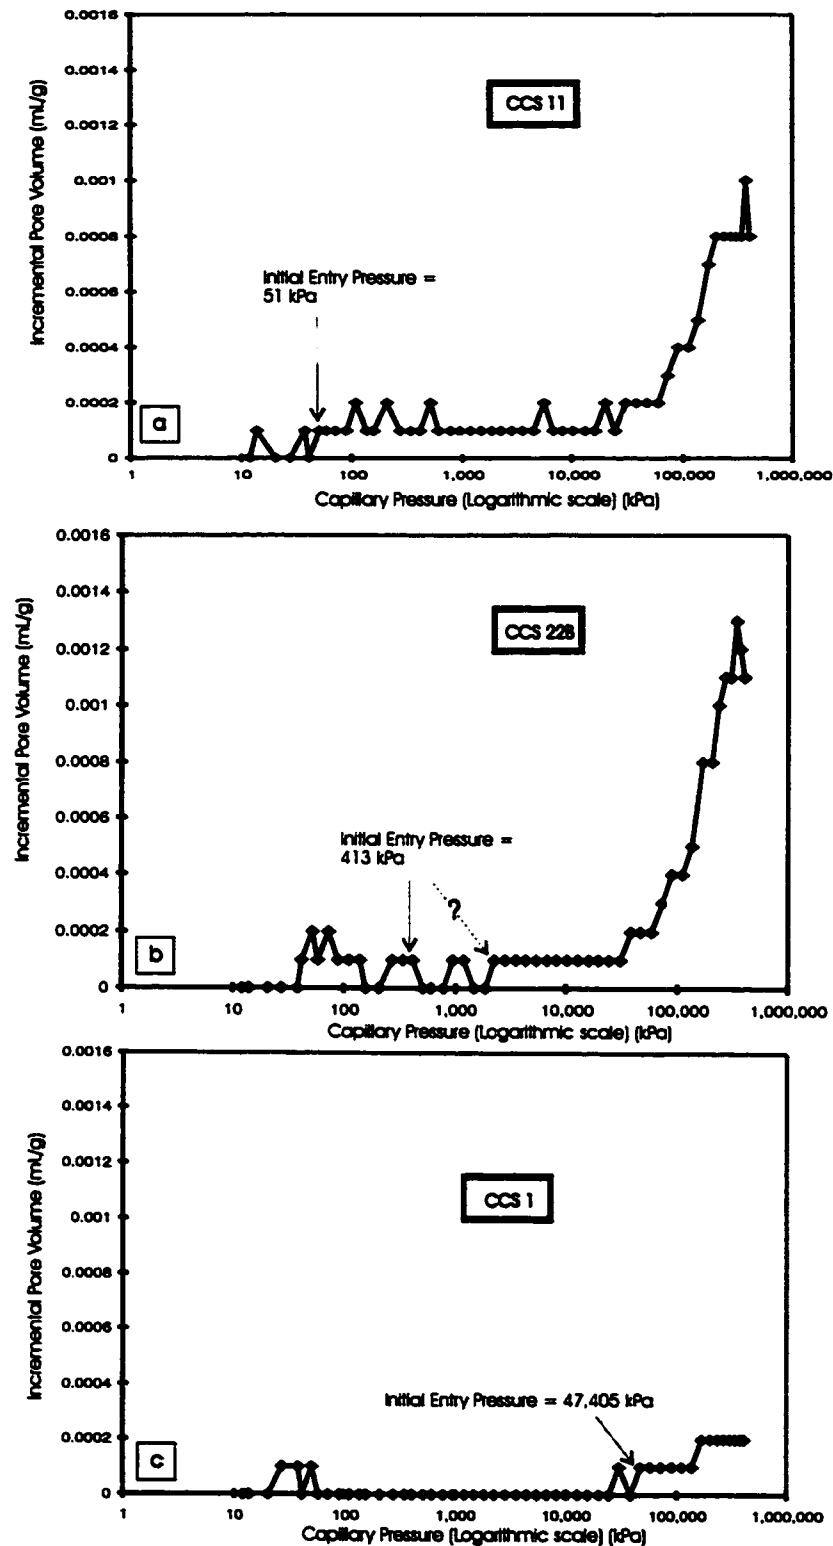 0.0016
0.0014
0.0012
0.001
0.0008
0.0006
0.0004
0.0002
0
Incremental Pore Volume (mL/g)
CCS 11
Initial Entry Pressure =
51 kPa
a
1
10
100
1,000
10,000
100,000
1,000,000
Capillary Pressure (Logarithmic scale) (kPa)
0.0016
0.0014
0.0012
0.001
0.0008
0.0006
0.0004
0.0002
0
Incremental Pore Volume (mL/g)
CCS 22B
Initial Entry Pressure =
413 kPa
?
b
1
10
100
1,000
10,000
100,000
1,000,000
Capillary Pressure (Logarithmic scale) (kPa)
0.0016
0.0014
0.0012
0.001
0.0008
0.0006
0.0004
0.0002
0
Incremental Pore Volume (mL/g)
CCS 1
Initial Entry Pressure = 47,405 kPa
c
1
10
100
1,000
10,000
100,000
1,000,000
Capillary Pressure (Logarithmic scale) (kPa)